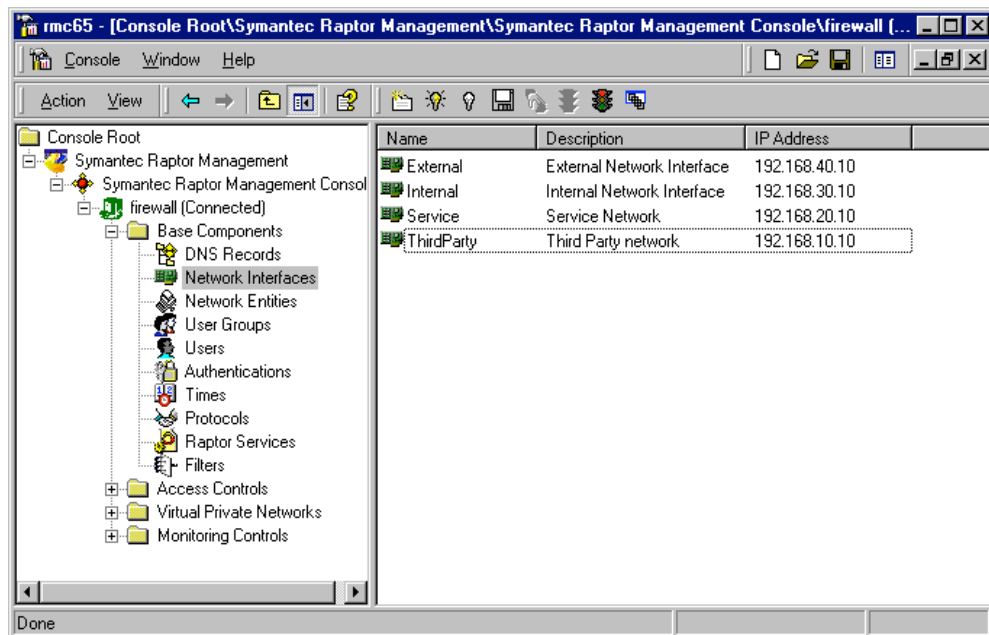 rmc65 - [Console Root\Symantec Raptor Management\Symantec Raptor Management Console\firewall (...
Console Window Help
Action View
Console Root
Symantec Raptor Management
Symantec Raptor Management Consol
firewall (Connected)
Base Components
DNS Records
Network Interfaces
Network Entities
User Groups
Users
Authentications
Times
Protocols
Raptor Services
Filters
Access Controls
Virtual Private Networks
Monitoring Controls
Name Description IP Address
External External Network Interface 192.168.40.10
Internal Internal Network Interface 192.168.30.10
Service Service Network 192.168.20.10
ThirdParty Third Party network 192.168.10.10
Done